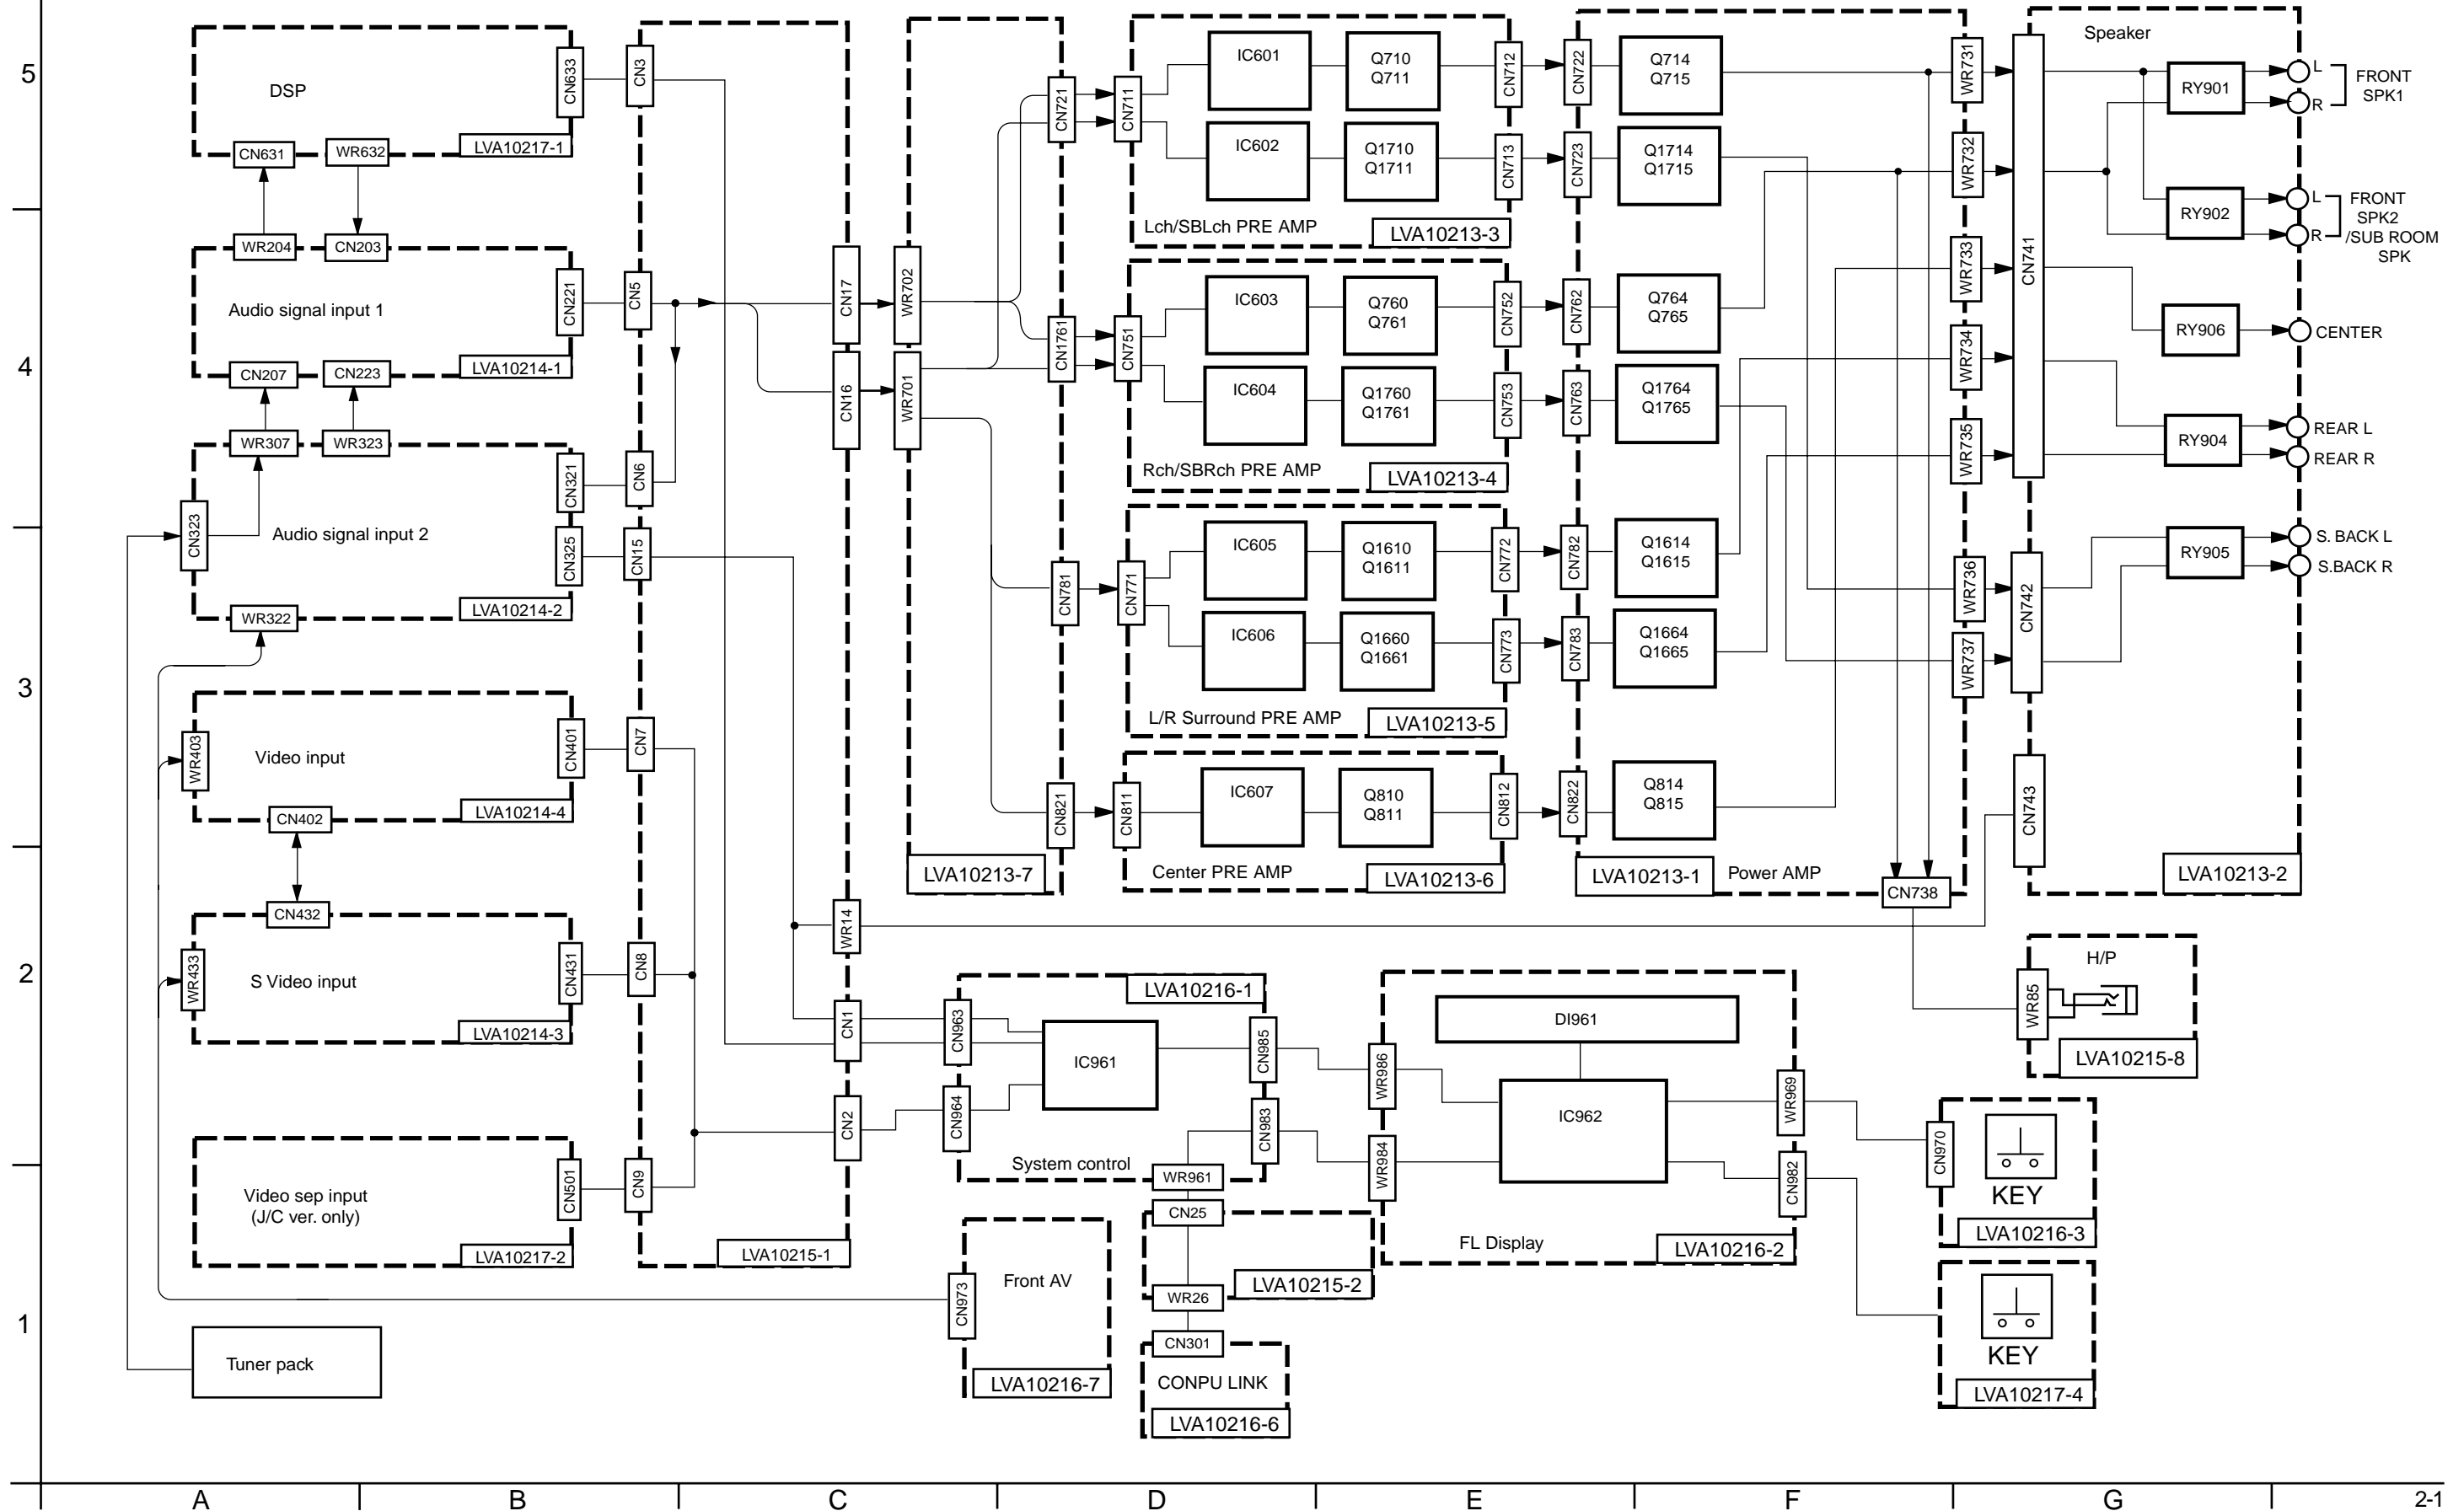 5
4
3
2
1
DSP
CN633
CN3
CN631
WR632
LVA10217-1
WR204
CN203
Audio signal input 1
CN221
CN5
CN207
CN223
LVA10214-1
WR307
WR323
CN321
CN6
CN323
Audio signal input 2
CN325
CN15
WR322
LVA10214-2
WR403
Video input
CN401
CN7
CN402
LVA10214-4
CN432
WR433
S Video input
CN431
CN8
LVA10214-3
Video sep input
(J/C ver. only)
CN501
CN9
LVA10217-2
Tuner pack
CN17
CN16
WR14
CN1
CN2
LVA10215-1
WR702
WR701
CN721
CN1761
CN781
CN821
LVA10213-7
CN711
IC601
Q710
Q711
CN712
IC602
Q1710
Q1711
CN713
Lch/SBLch PRE AMP
LVA10213-3
CN751
IC603
Q760
Q761
CN752
IC604
Q1760
Q1761
CN753
Rch/SBRch PRE AMP
LVA10213-4
CN771
IC605
Q1610
Q1611
CN772
IC606
Q1660
Q1661
CN773
L/R Surround PRE AMP
LVA10213-5
CN811
IC607
Q810
Q811
CN812
Center PRE AMP
LVA10213-6
CN722
Q714
Q715
CN723
Q1714
Q1715
CN762
Q764
Q765
CN763
Q1764
Q1765
CN782
Q1614
Q1615
CN783
Q1664
Q1665
CN822
Q814
Q815
LVA10213-1
Power AMP
CN738
WR731
WR732
WR733
WR734
WR735
WR736
WR737
Speaker
CN741
CN742
CN743
RY901
RY902
RY906
RY904
RY905
LVA10213-2
L
R
FRONT
SPK1
L
R
FRONT
SPK2
/SUB ROOM
SPK
CENTER
REAR L
REAR R
S. BACK L
S.BACK R
H/P
WR85
LVA10215-8
LVA10216-1
CN963
CN964
IC961
CN985
CN983
System control
WR961
CN25
LVA10215-2
WR26
CN301
CONPU LINK
LVA10216-6
CN973
Front AV
LVA10216-7
DI961
WR986
WR984
IC962
WR969
CN982
FL Display
LVA10216-2
CN970
KEY
LVA10216-3
KEY
LVA10217-4
A
B
C
D
E
F
G
2-1